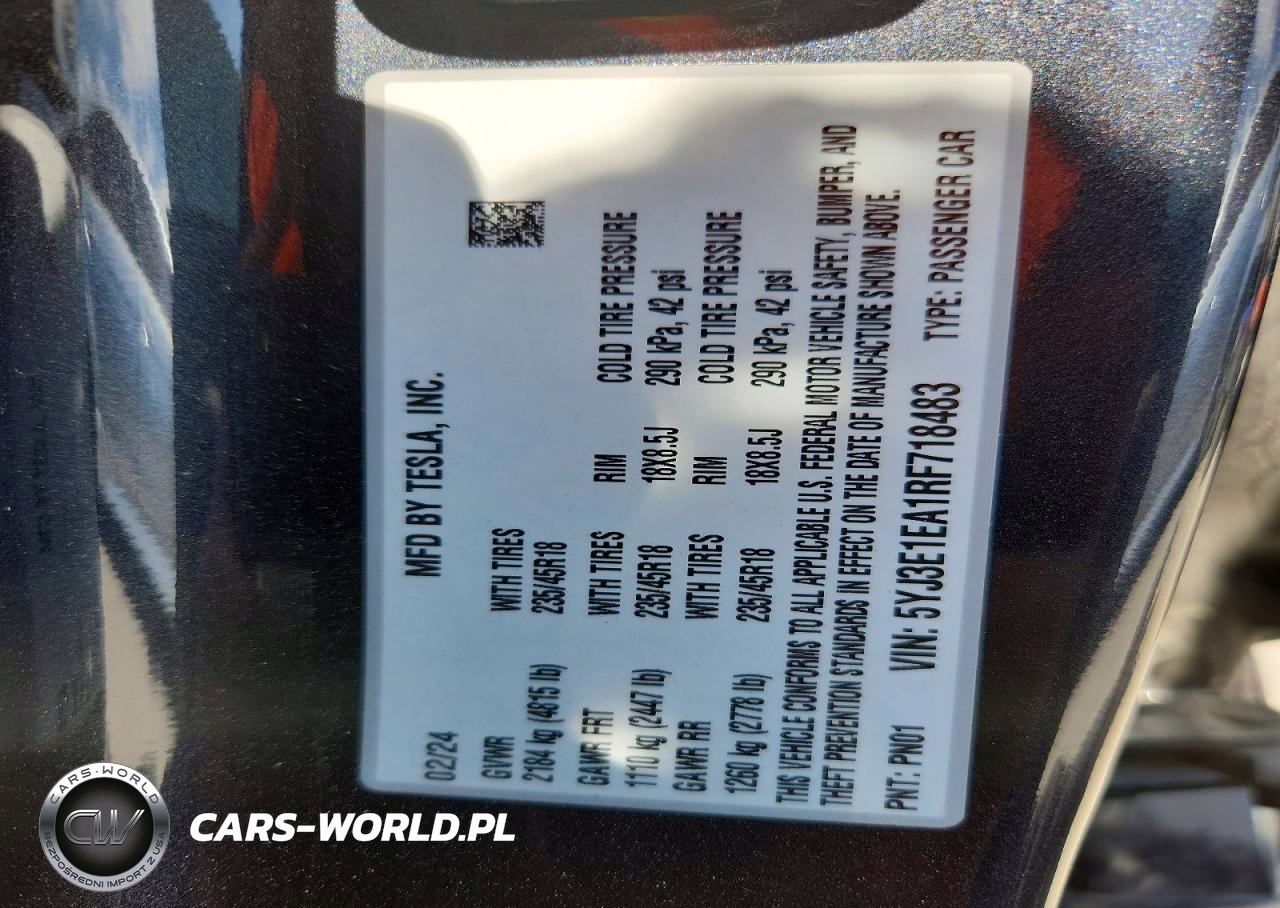 02/24 MFD BY TESLA, INC.
GVWR WITH TIRES
2184 kg (4815 lb) 235/45R18
GAWR FRT WITH TIRES RIM COLD TIRE PRESSURE
1110 kg (2447 lb) 235/45R18 18X8.5J 290 kPa, 42 psi
GAWR RR WITH TIRES RIM COLD TIRE PRESSURE
1260 kg (2778 lb) 235/45R18 18X8.5J 290 kPa, 42 psi
THIS VEHICLE CONFORMS TO ALL APPLICABLE U.S. FEDERAL MOTOR VEHICLE SAFETY, BUMPER, AND
THEFT PREVENTION STANDARDS IN EFFECT ON THE DATE OF MANUFACTURE SHOWN ABOVE.
PNT: PN01 VIN: 5YJ3E1EA1RF718483 TYPE: PASSENGER CAR
CARS-WORLD
CW
BEZPOŚREDNI IMPORT Z USA
CARS-WORLD.PL